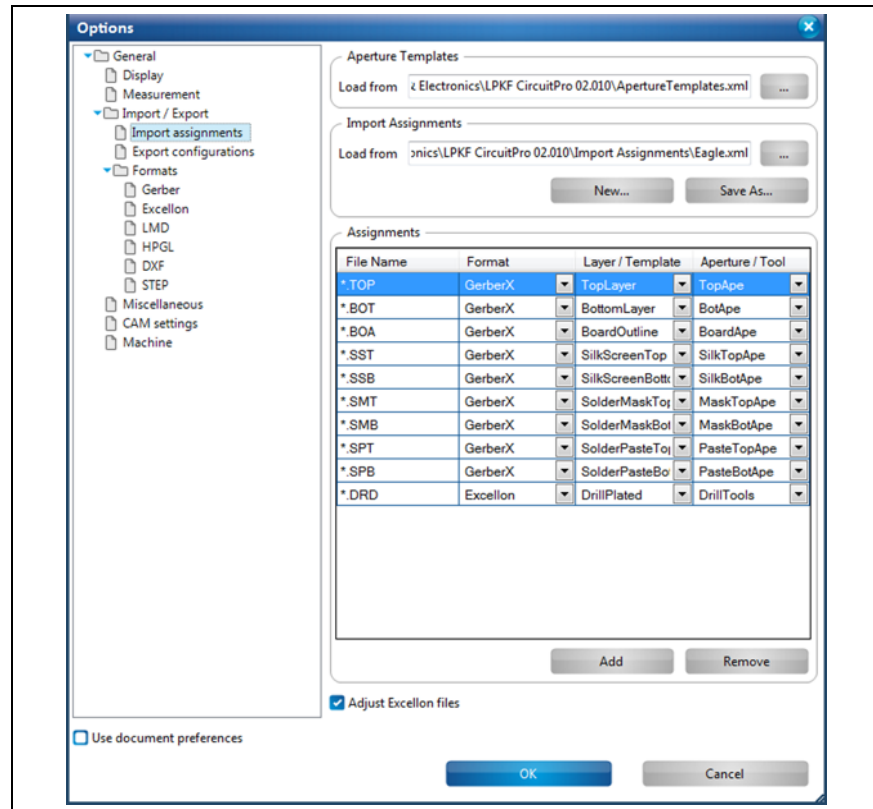 Options
General
Display
Measurement
Import / Export
Import assignments
Export configurations
Formats
Gerber
Excellon
LMD
HPGL
DXF
STEP
Miscellaneous
CAM settings
Machine
Use document preferences
Aperture Templates
Load from Electronics\LPKF CircuitPro 02.010\ApertureTemplates.xml ...
Import Assignments
Load from onics\LPKF CircuitPro 02.010\Import Assignments\Eagle.xml ...
New... Save As...
Assignments
File Name Format Layer / Template Aperture / Tool
*.TOP GerberX TopLayer TopApe
*.BOT GerberX BottomLayer BotApe
*.BOA GerberX BoardOutline BoardApe
*.SST GerberX SilkScreenTop SilkTopApe
*.SSB GerberX SilkScreenBott SilkBotApe
*.SMT GerberX SolderMaskTo MaskTopApe
*.SMB GerberX SolderMaskBo MaskBotApe
*.SPT GerberX SolderPasteTo PasteTopApe
*.SPB GerberX SolderPasteBo PasteBotApe
*.DRD Excellon DrillPlated DrillTools
Add Remove
Adjust Excellon files
OK Cancel